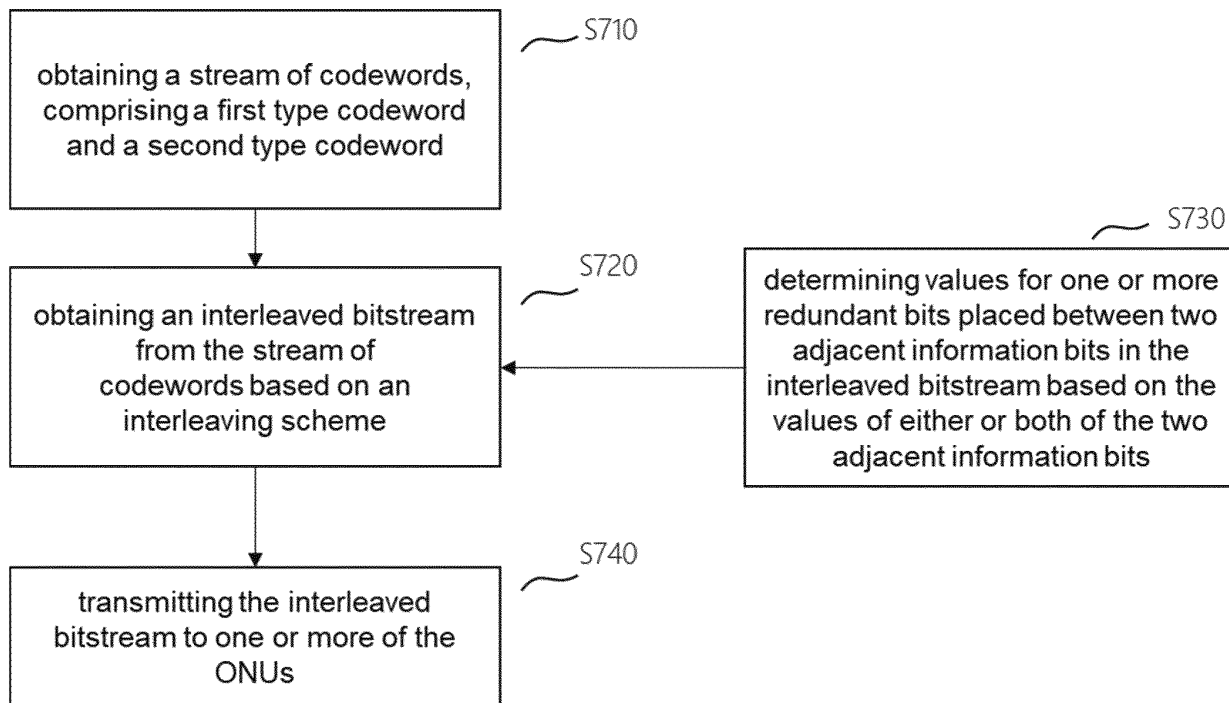 S710
obtaining a stream of codewords,
comprising a first type codeword
and a second type codeword
S720
obtaining an interleaved bitstream
from the stream of
codewords based on an
interleaving scheme
S730
determining values for one or more
redundant bits placed between two
adjacent information bits in the
interleaved bitstream based on the
values of either or both of the two
adjacent information bits
S740
transmitting the interleaved
bitstream to one or more of the
ONUs